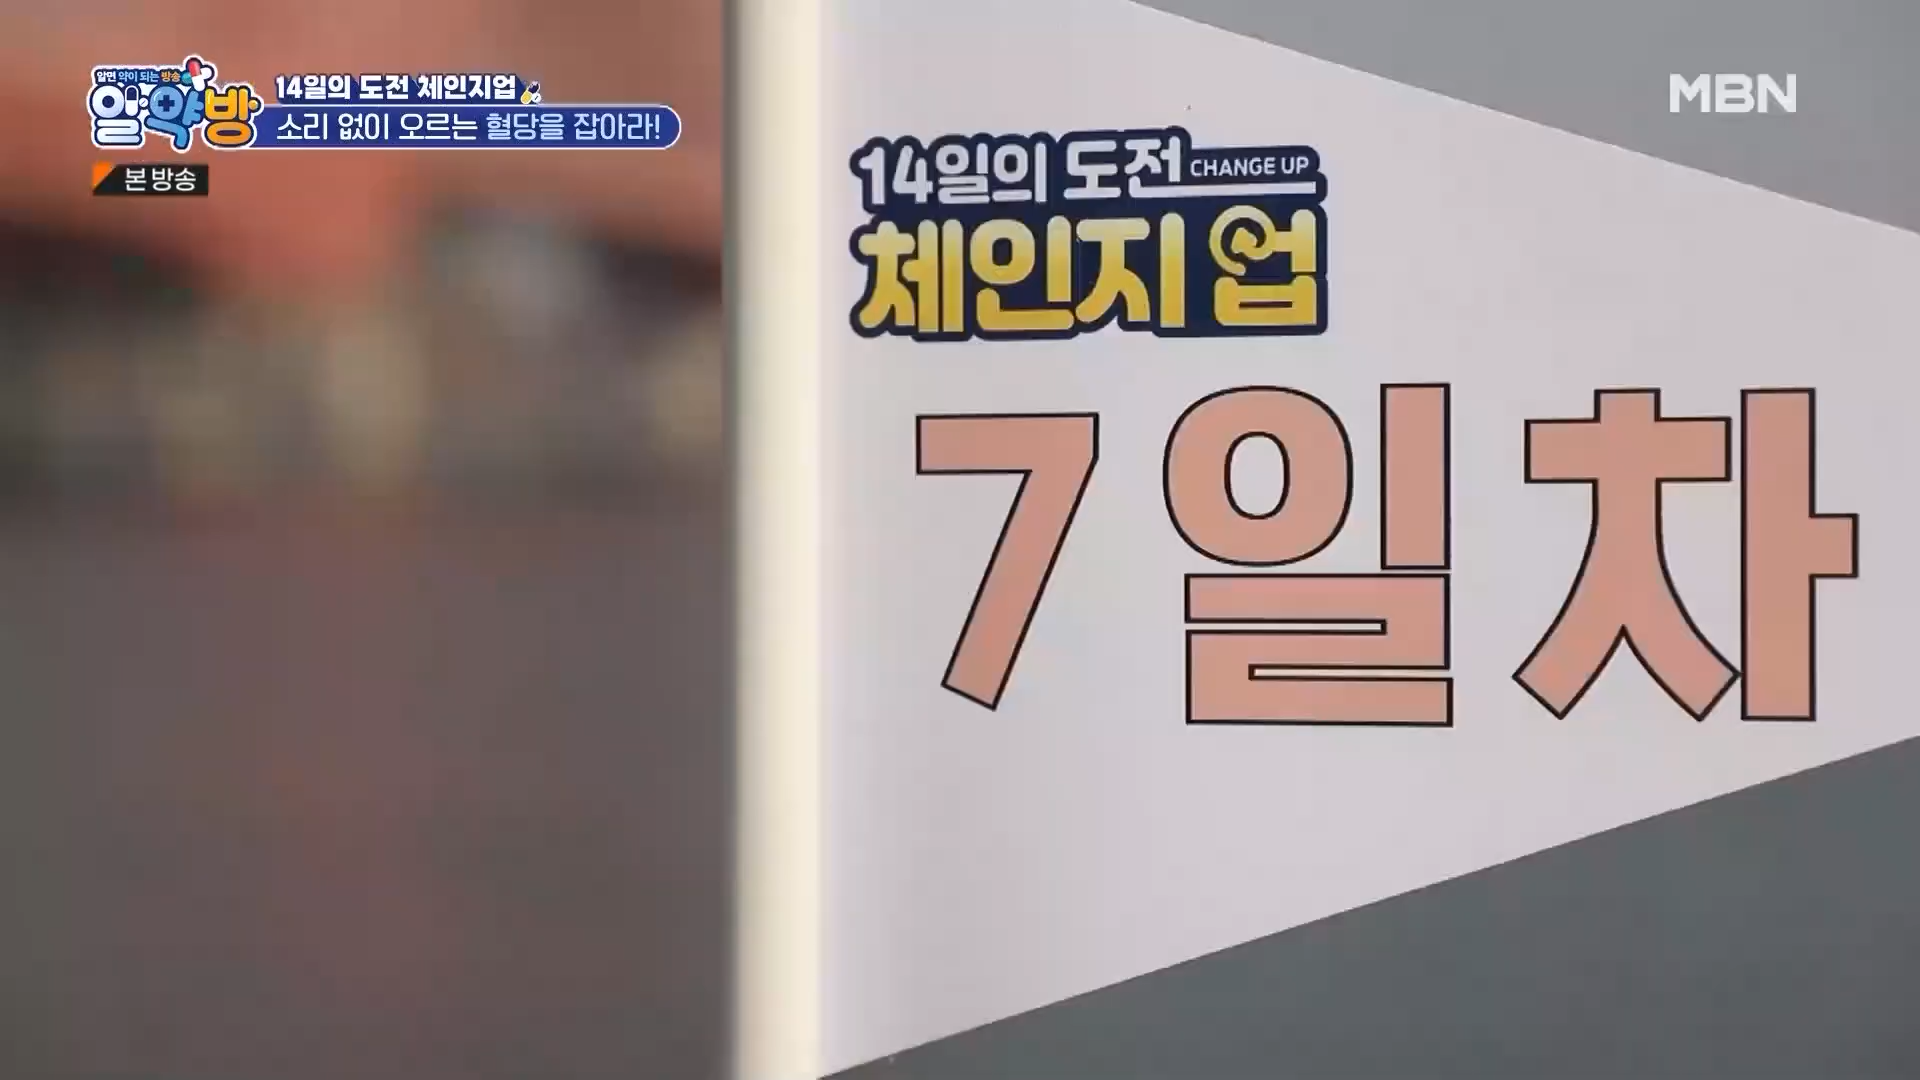 알면 약이 되는 방송
알약방
14일의 도전 체인지업
소리 없이 오르는 혈당을 잡아라!
본 방송
MBN
14일의 도전 CHANGE UP
체인지 업
7일차